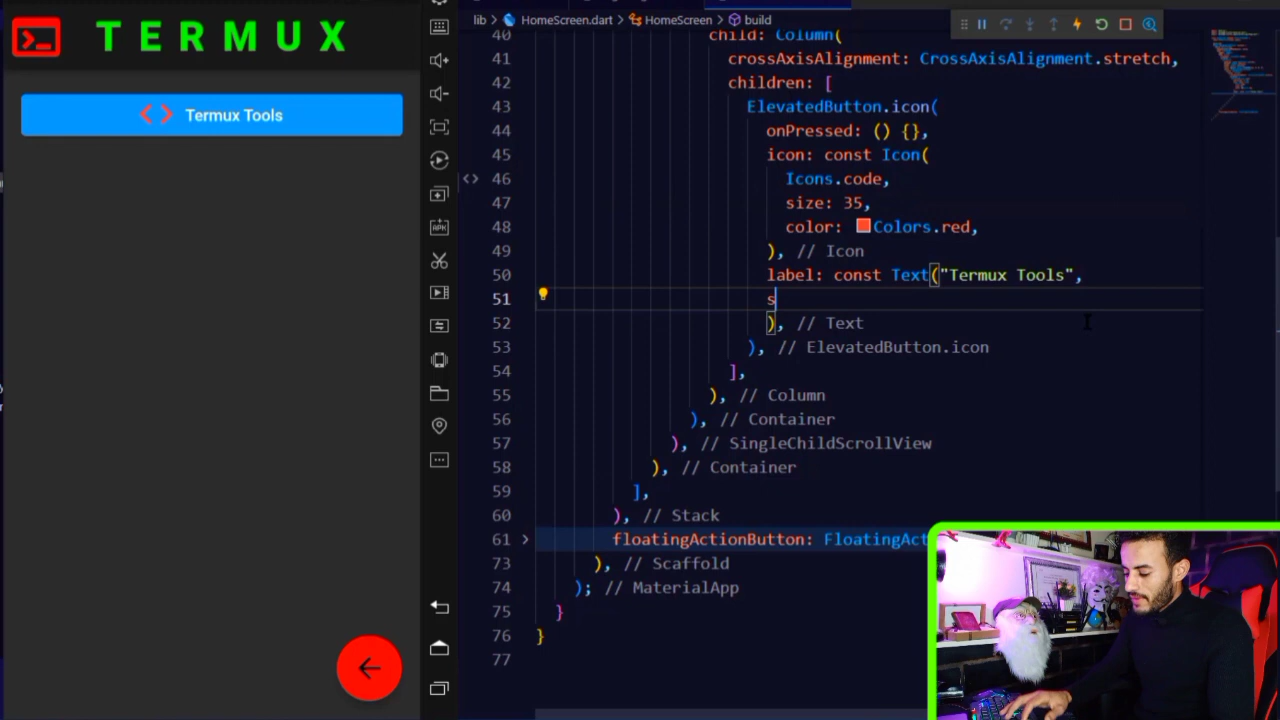 TERMUX
Termux Tools
APK
lib > HomeScreen.dart > HomeScreen > build
40 child: Column(
41 crossAxisAlignment: CrossAxisAlignment.stretch,
42 children: [
43 ElevatedButton.icon(
44 onPressed: () {},
45 icon: const Icon(
46 Icons.code,
47 size: 35,
48 color: Colors.red,
49 ), // Icon
50 label: const Text("Termux Tools",
51 s
52 ), // Text
53 ), // ElevatedButton.icon
54 ],
55 ), // Column
56 ), // Container
57 ), // SingleChildScrollView
58 ), // Container
59 ],
60 ), // Stack
61 floatingActionButton: FloatingAct
73 ), // Scaffold
74 ); // MaterialApp
75 }
76 }
77